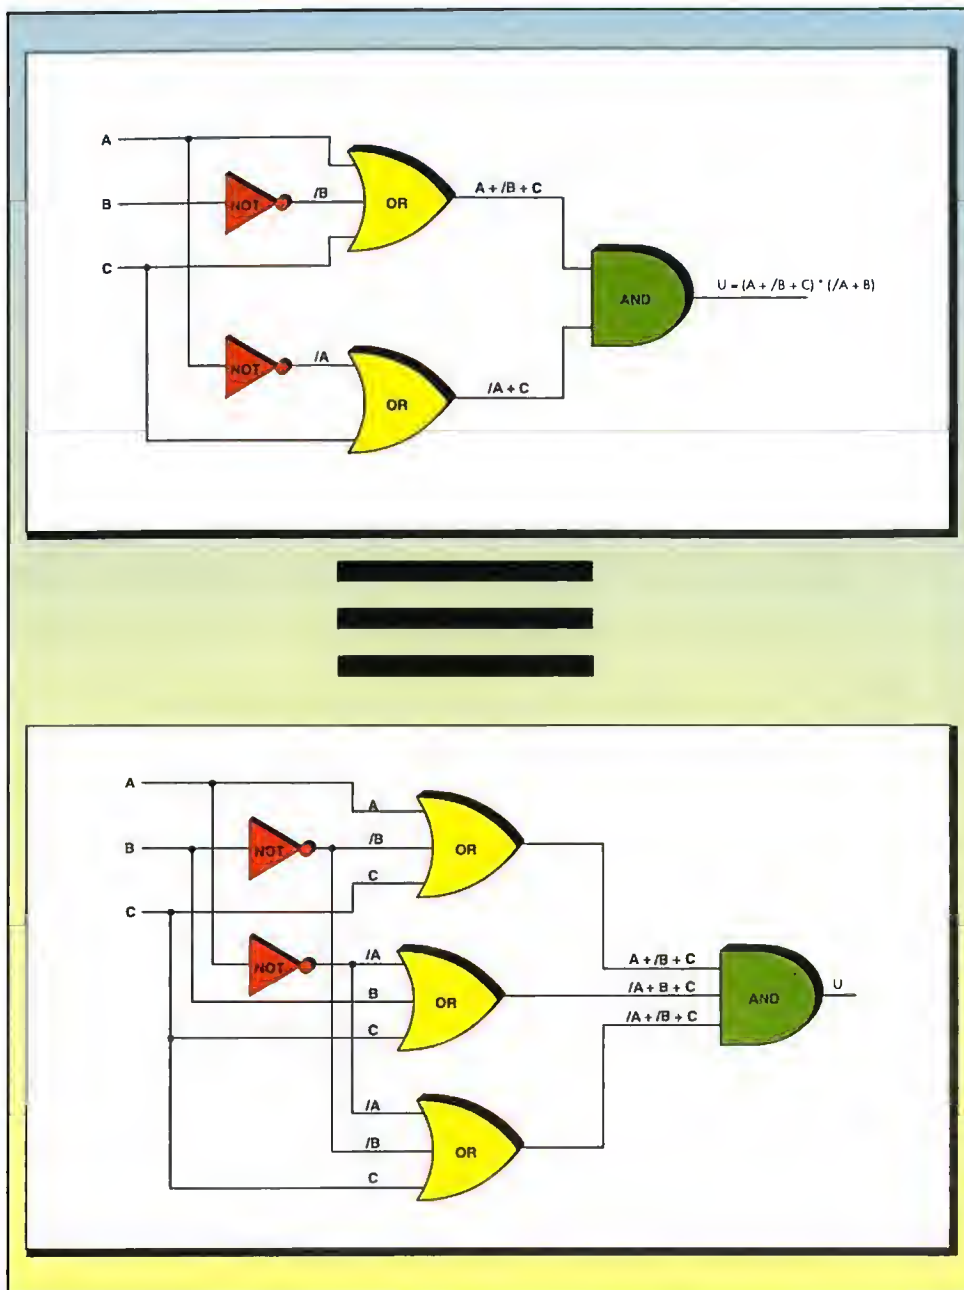 A
B
C
NOT
/B
OR
A + /B + C
AND
U = (A + /B + C) * (/A + B)
NOT
/A
OR
/A + C
A
B
C
NOT
A
/B
C
OR
NOT
/A
B
C
OR
A + /B + C
/A + B + C
/A + /B + C
AND
U
/A
/B
C
OR